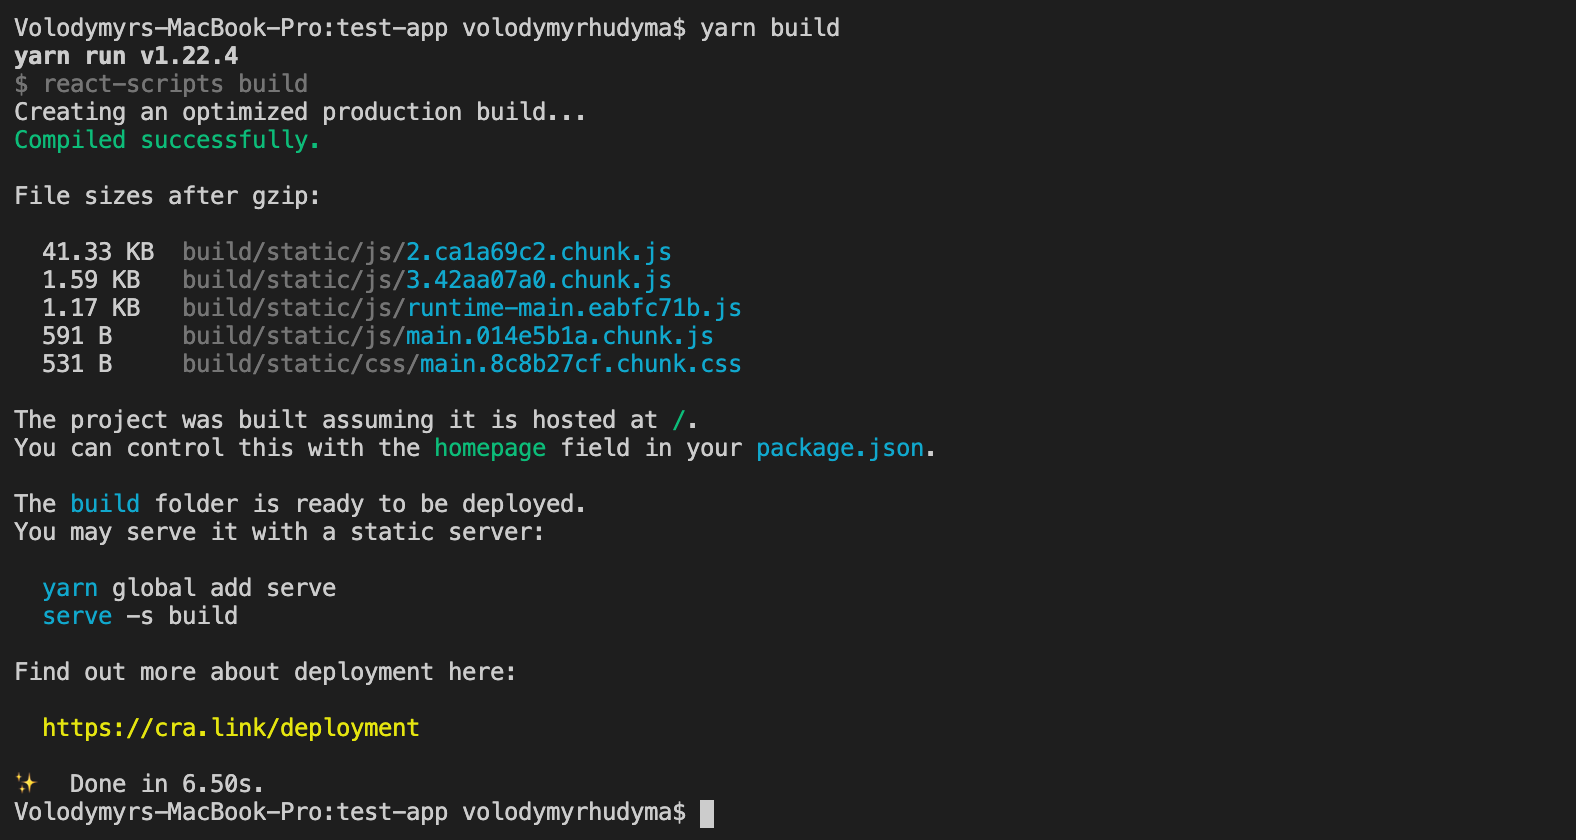 Volodymyrs-MacBook-Pro:test-app volodymyrhudyma$ yarn build
yarn run v1.22.4
$ react-scripts build
Creating an optimized production build...
Compiled successfully.
File sizes after gzip:
41.33 KB  build/static/js/2.ca1a69c2.chunk.js
1.59 KB   build/static/js/3.42aa07a0.chunk.js
1.17 KB   build/static/js/runtime-main.eabfc71b.js
591 B     build/static/js/main.014e5b1a.chunk.js
531 B     build/static/css/main.8c8b27cf.chunk.css
The project was built assuming it is hosted at /.
You can control this with the homepage field in your package.json.
The build folder is ready to be deployed.
You may serve it with a static server:
yarn global add serve
serve -s build
Find out more about deployment here:
https://cra.link/deployment
✨  Done in 6.50s.
Volodymyrs-MacBook-Pro:test-app volodymyrhudyma$